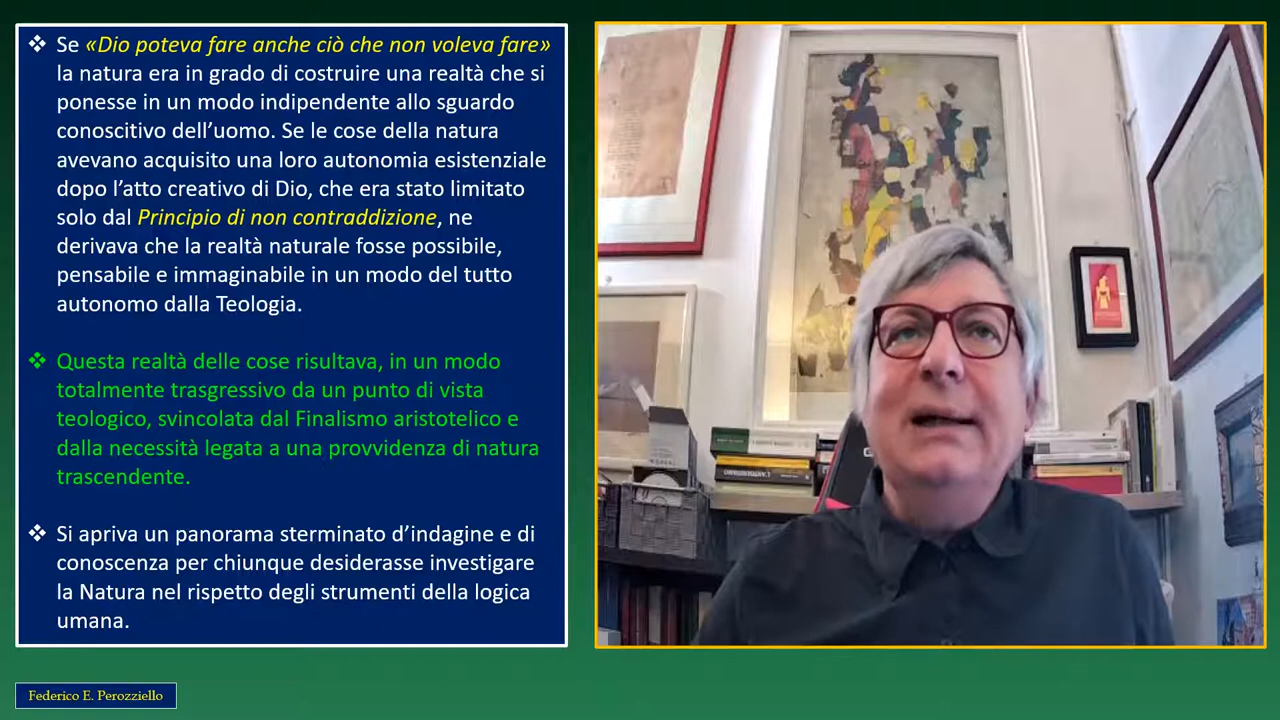 ❖ Se «Dio poteva fare anche ciò che non voleva fare»
la natura era in grado di costruire una realtà che si
ponesse in un modo indipendente allo sguardo
conoscitivo dell’uomo. Se le cose della natura
avevano acquisito una loro autonomia esistenziale
dopo l’atto creativo di Dio, che era stato limitato
solo dal Principio di non contraddizione, ne
derivava che la realtà naturale fosse possibile,
pensabile e immaginabile in un modo del tutto
autonomo dalla Teologia.
❖ Questa realtà delle cose risultava, in un modo
totalmente trasgressivo da un punto di vista
teologico, svincolata dal Finalismo aristotelico e
dalla necessità legata a una provvidenza di natura
trascendente.
❖ Si apriva un panorama sterminato d’indagine e di
conoscenza per chiunque desiderasse investigare
la Natura nel rispetto degli strumenti della logica
umana.
Federico E. Perozziello